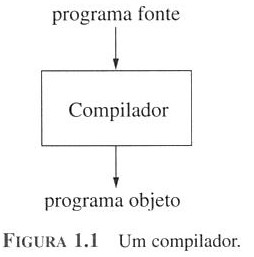 programa fonte
Compilador
programa objeto
FIGURA 1.1 Um compilador.